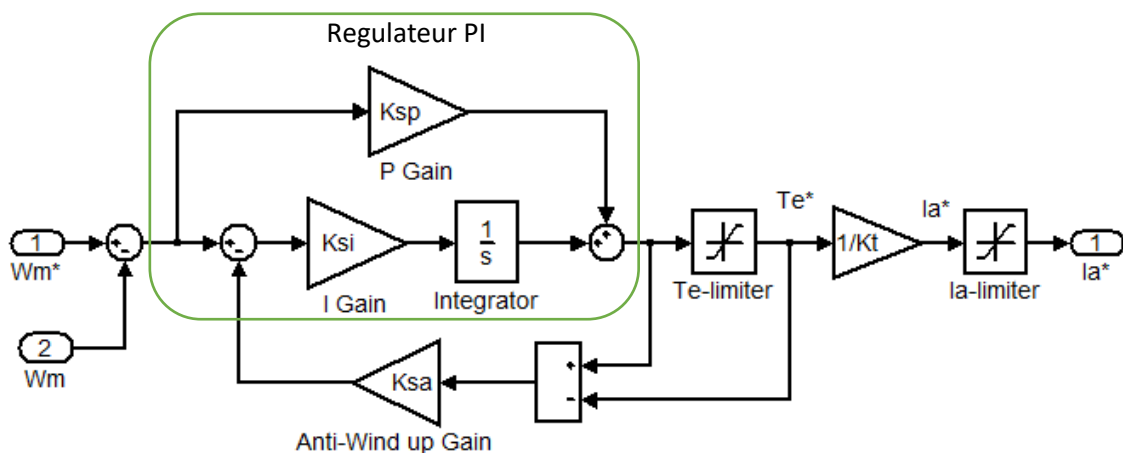 Regulateur PI
Ksp
P Gain
Te*
Ia*
1
Wm*
+
-
+
-
Ksi
1
s
+
+
1/Kt
1
Ia*
I Gain
Integrator
Te-limiter
Ia-limiter
2
Wm
Ksa
+
-
Anti-Wind up Gain